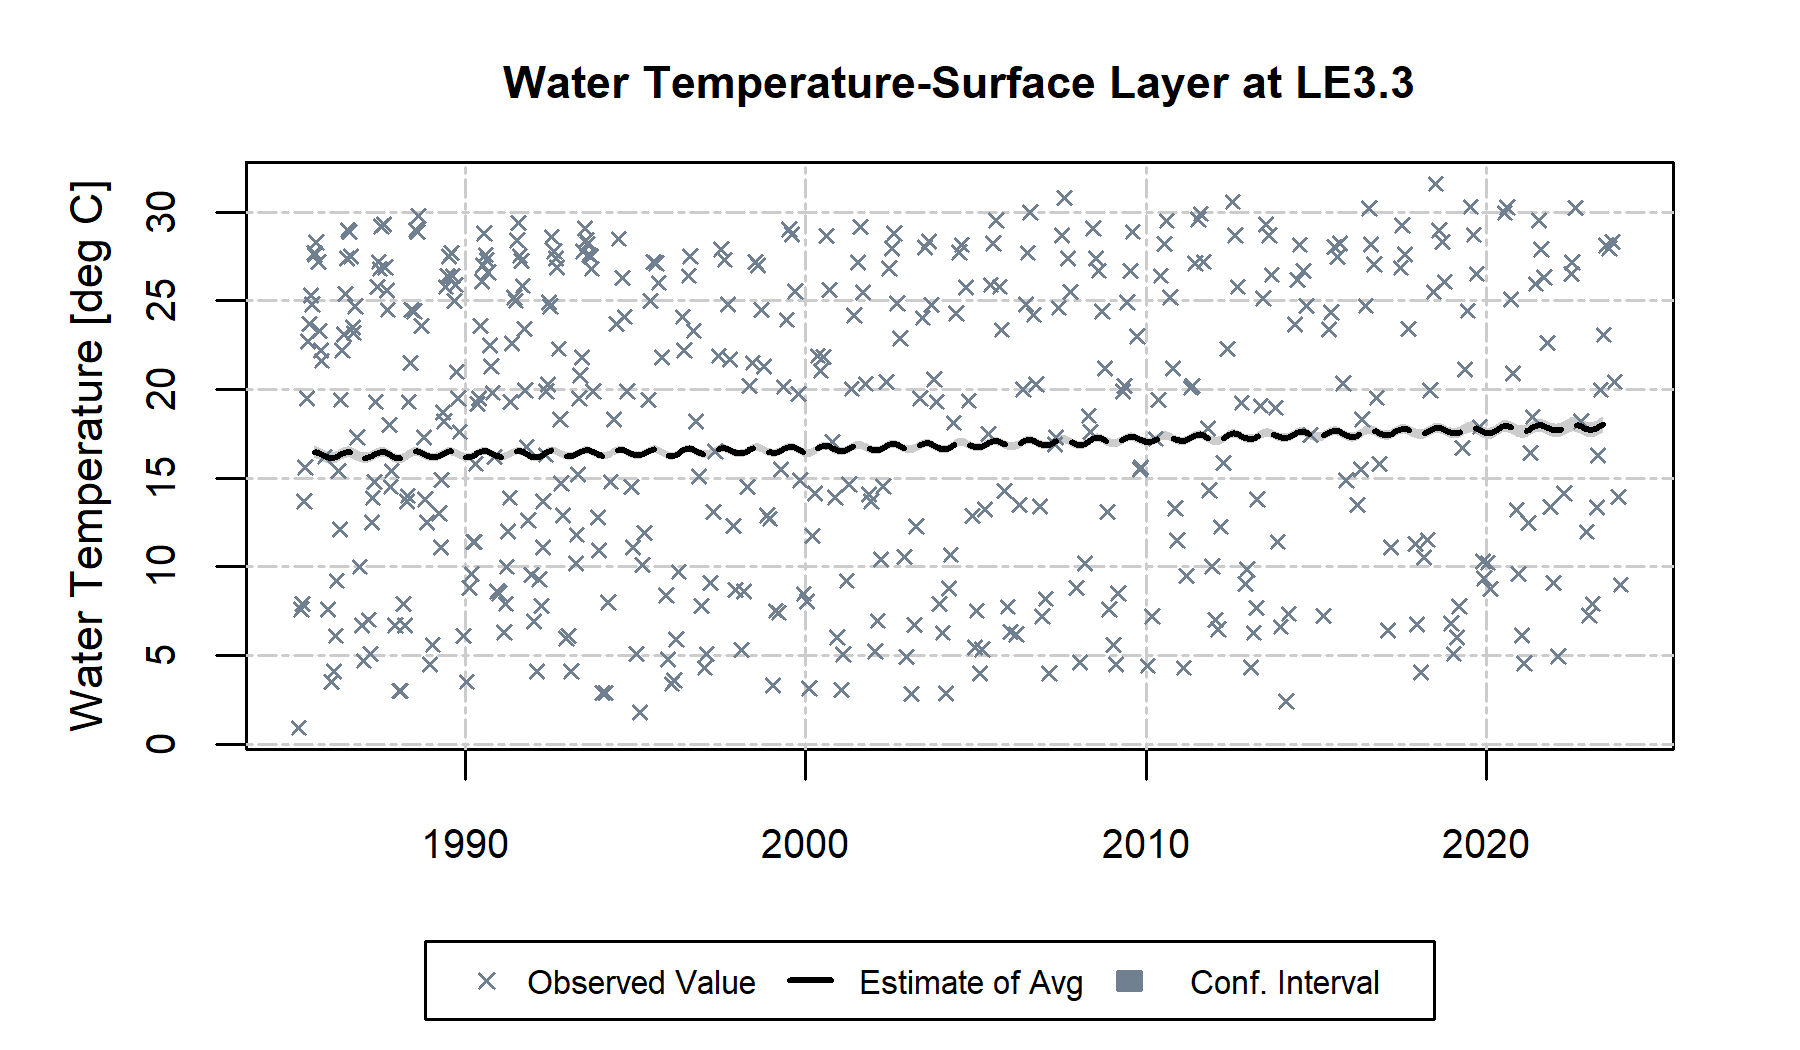 Water Temperature-Surface Layer at LE3.3
Water Temperature [deg C]
30
25
20
15
10
5
0
1990 2000 2010 2020
Observed Value Estimate of Avg Conf. Interval